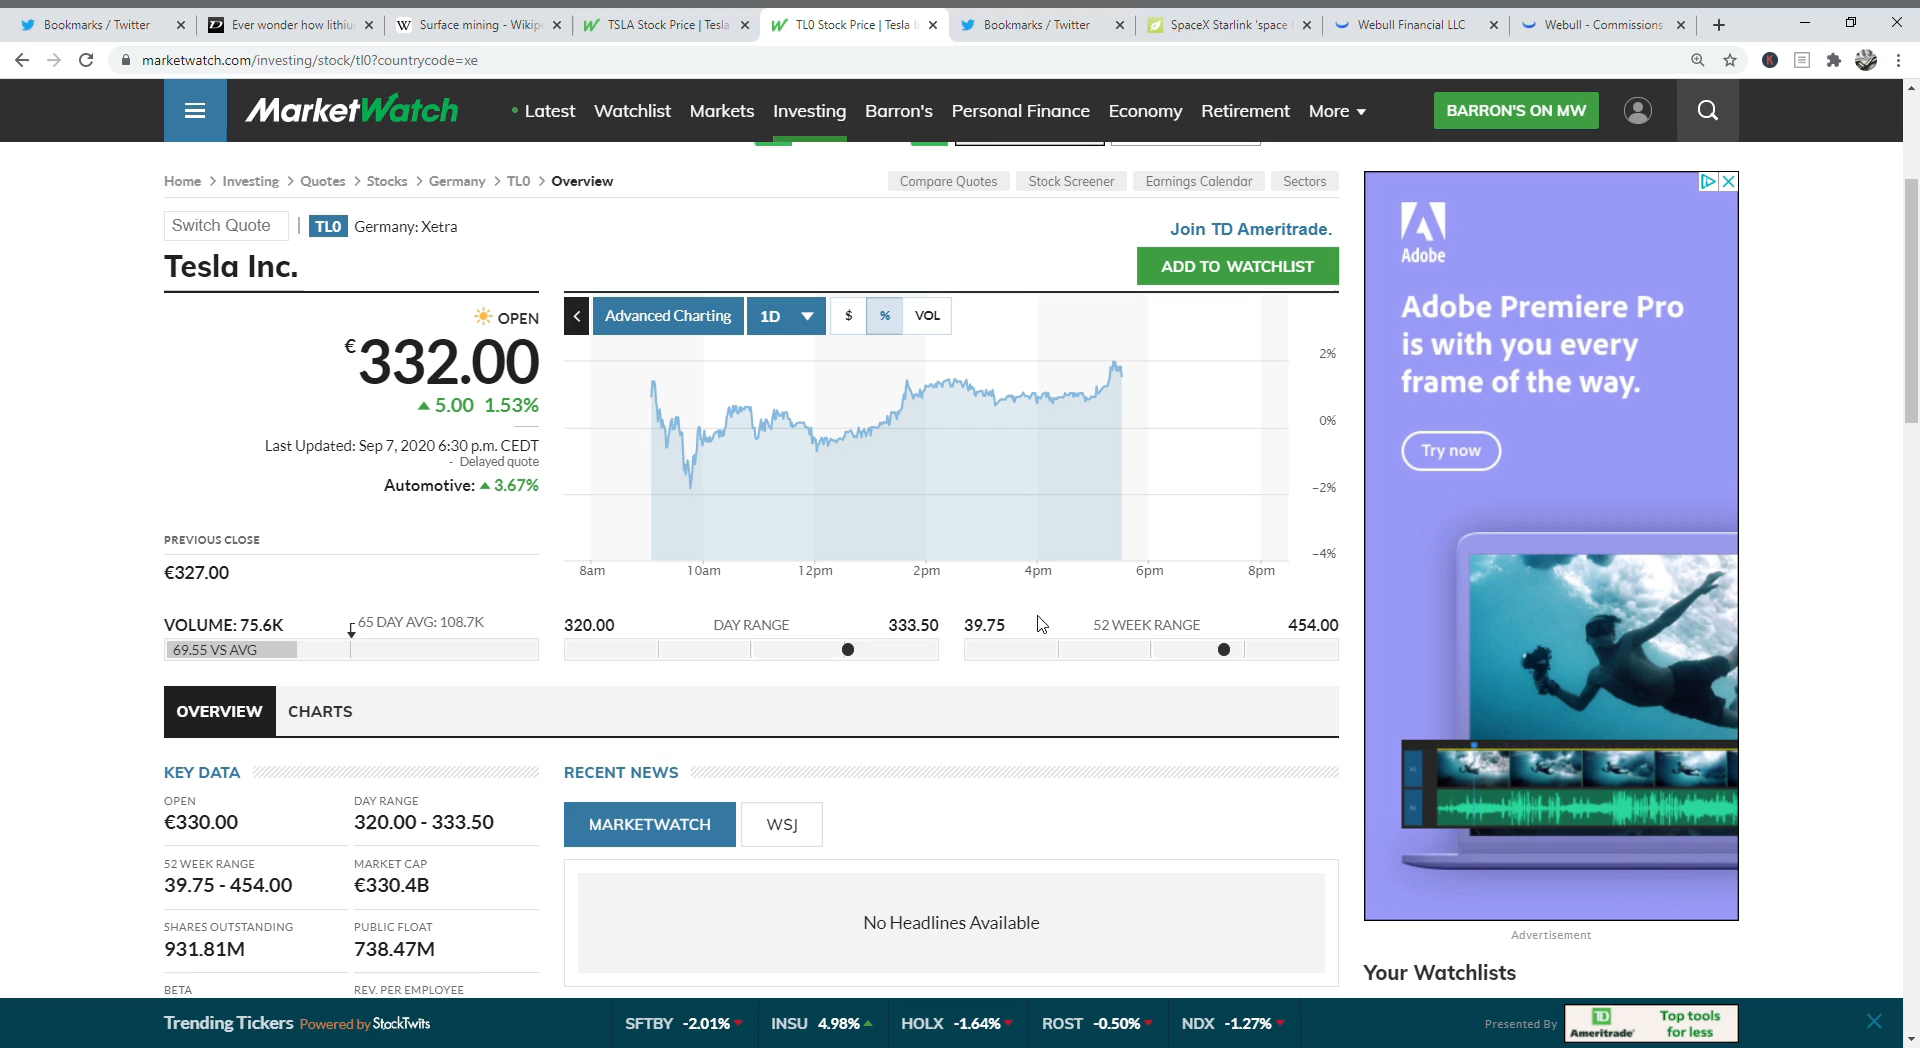 Bookmarks / Twitter
Ever wonder how lithiu
Surface mining - Wikipe
TSLA Stock Price | Tesla
TL0 Stock Price | Tesla I
Bookmarks / Twitter
SpaceX Starlink 'space
Webull Financial LLC
Webull - Commissions
marketwatch.com/investing/stock/tl0?countrycode=xe
MarketWatch
Latest
Watchlist
Markets
Investing
Barron's
Personal Finance
Economy
Retirement
More
BARRON'S ON MW
Home > Investing > Quotes > Stocks > Germany > TL0 > Overview
Compare Quotes
Stock Screener
Earnings Calendar
Sectors
Switch Quote | TL0 Germany: Xetra
Join TD Ameritrade.
Tesla Inc.
ADD TO WATCHLIST
OPEN
€332.00
5.00 1.53%
Last Updated: Sep 7, 2020 6:30 p.m. CEDT
- Delayed quote
Automotive: 3.67%
PREVIOUS CLOSE
€327.00
VOLUME: 75.6K
65 DAY AVG: 108.7K
69.55 VS AVG
Advanced Charting
1D
$
%
VOL
2%
0%
-2%
-4%
8am
10am
12pm
2pm
4pm
6pm
8pm
320.00 DAY RANGE 333.50
39.75 52 WEEK RANGE 454.00
OVERVIEW
CHARTS
KEY DATA
OPEN
€330.00
DAY RANGE
320.00 - 333.50
52 WEEK RANGE
39.75 - 454.00
MARKET CAP
€330.4B
SHARES OUTSTANDING
931.81M
PUBLIC FLOAT
738.47M
BETA
REV. PER EMPLOYEE
RECENT NEWS
MARKETWATCH
WSJ
No Headlines Available
Adobe
Adobe Premiere Pro
is with you every
frame of the way.
Try now
Advertisement
Your Watchlists
Trending Tickers Powered by StockTwits
SFTBY -2.01%
INSU 4.98%
HOLX -1.64%
ROST -0.50%
NDX -1.27%
Presented By
TD
Ameritrade
Top tools
for less